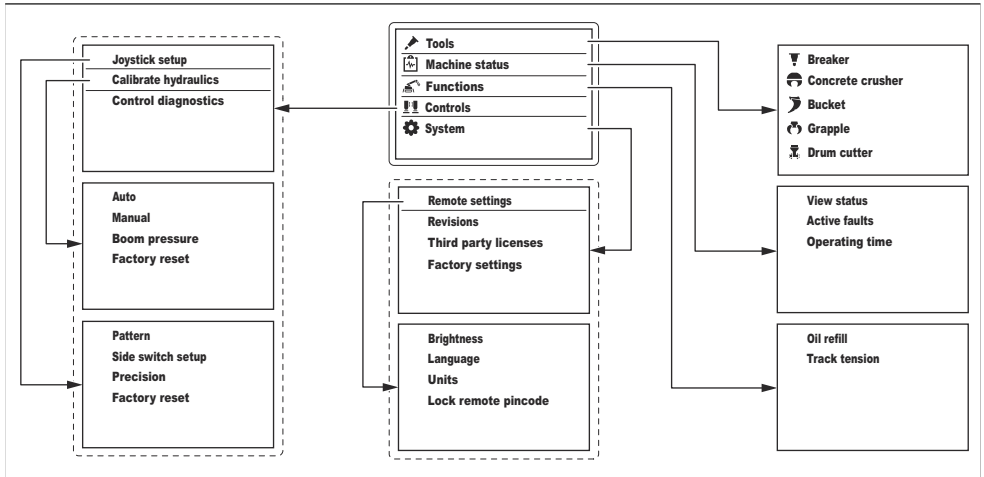 Joystick setup
Calibrate hydraulics
Control diagnostics
Auto
Manual
Boom pressure
Factory reset
Pattern
Side switch setup
Precision
Factory reset
Tools
Machine status
Functions
Controls
System
Remote settings
Revisions
Third party licenses
Factory settings
Brightness
Language
Units
Lock remote pincode
Breaker
Concrete crusher
Bucket
Grapple
Drum cutter
View status
Active faults
Operating time
Oil refill
Track tension